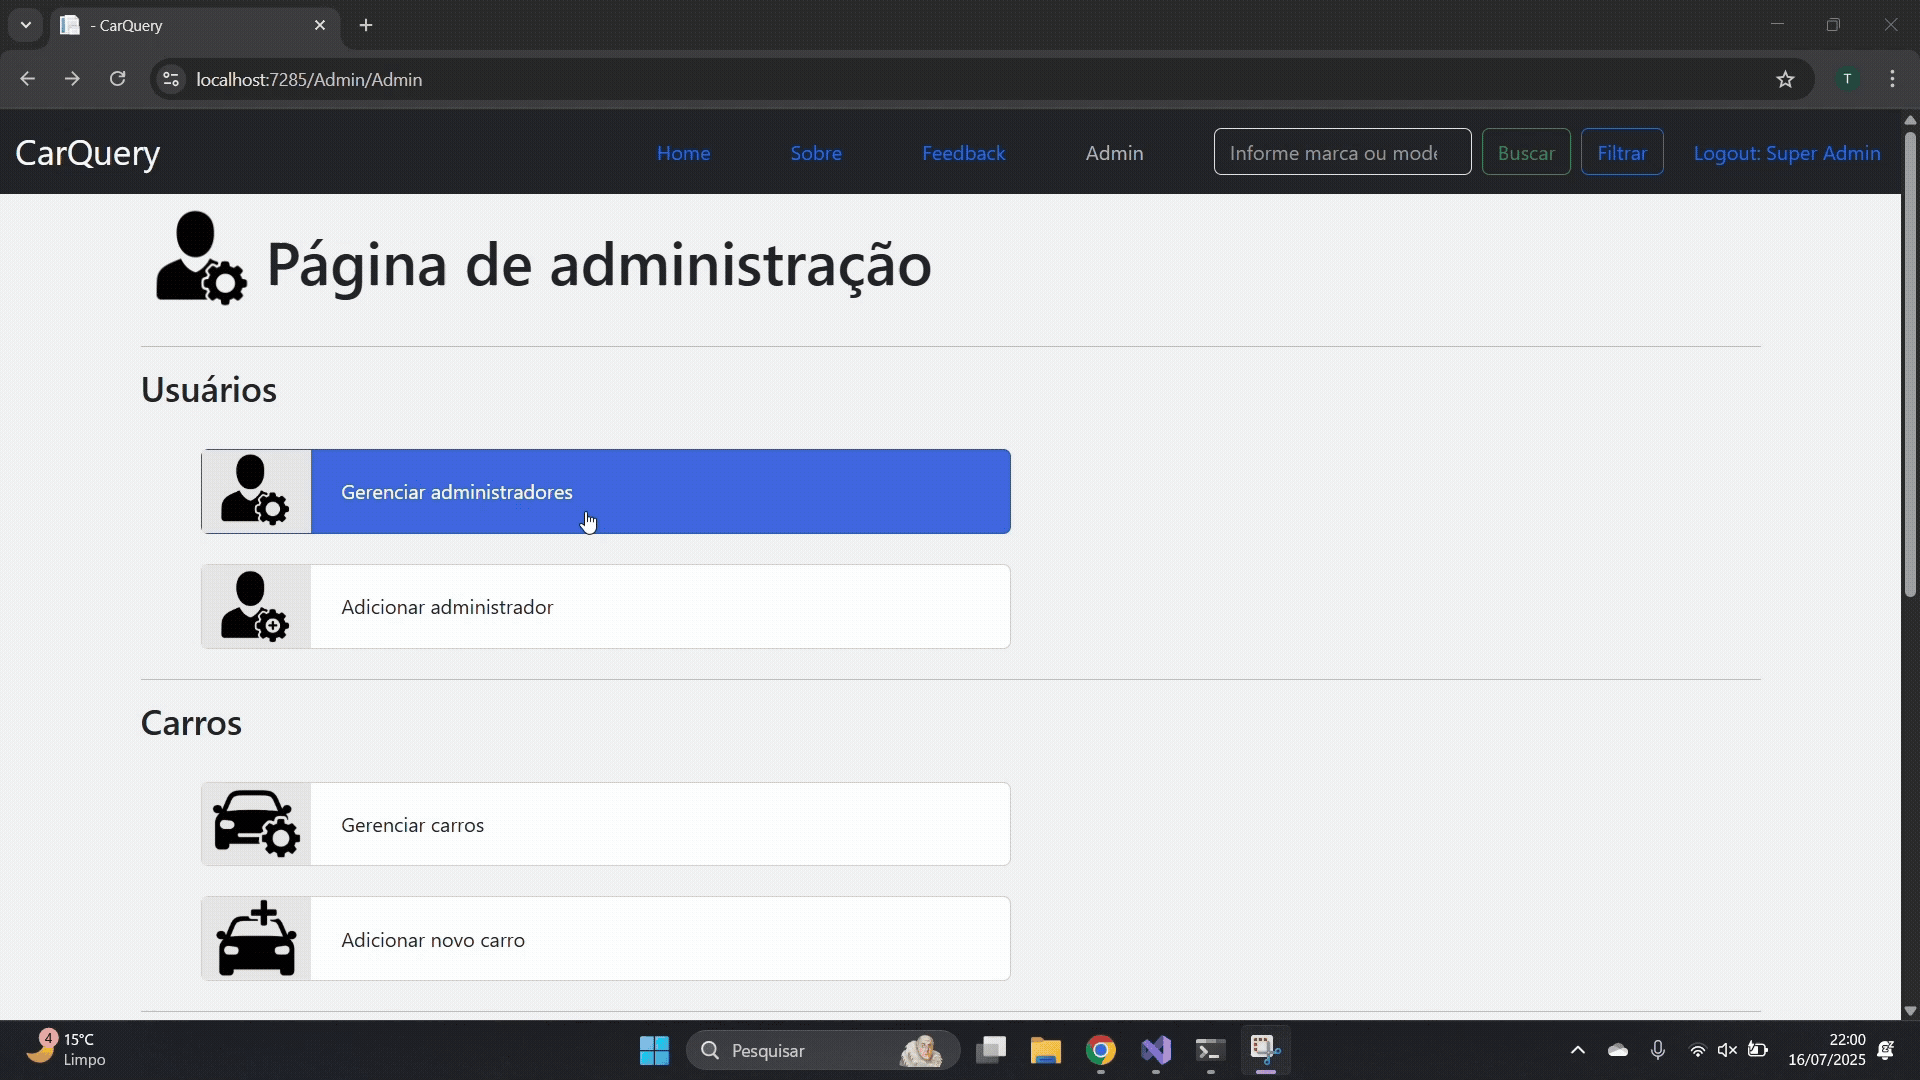 - CarQuery
localhost:7285/Admin/Admin
T
CarQuery
Home
Sobre
Feedback
Admin
Informe marca ou mode
Buscar
Filtrar
Logout: Super Admin
Página de administração
Usuários
Gerenciar administradores
Adicionar administrador
Carros
Gerenciar carros
Adicionar novo carro
4
15°C
Limpo
Pesquisar
22:00
16/07/2025